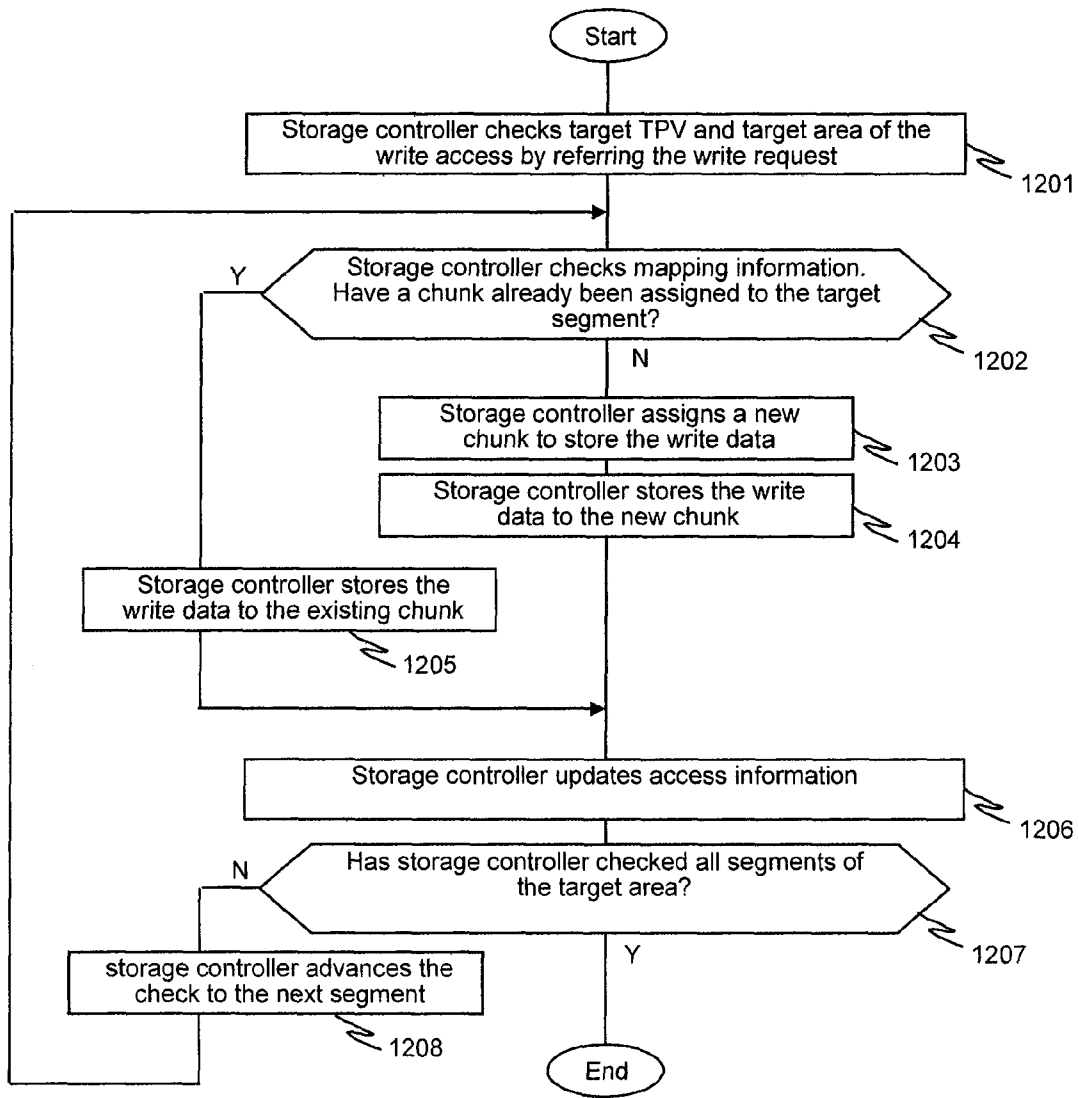 Start
Storage controller checks target TPV and target area of the
write access by referring the write request
1201
Storage controller checks mapping information.
Have a chunk already been assigned to the target
segment?
Y
N
1202
Storage controller assigns a new
chunk to store the write data
1203
Storage controller stores the write
data to the new chunk
1204
Storage controller stores the
write data to the existing chunk
1205
Storage controller updates access information
1206
Has storage controller checked all segments of
the target area?
N
Y
1207
storage controller advances the
check to the next segment
1208
End